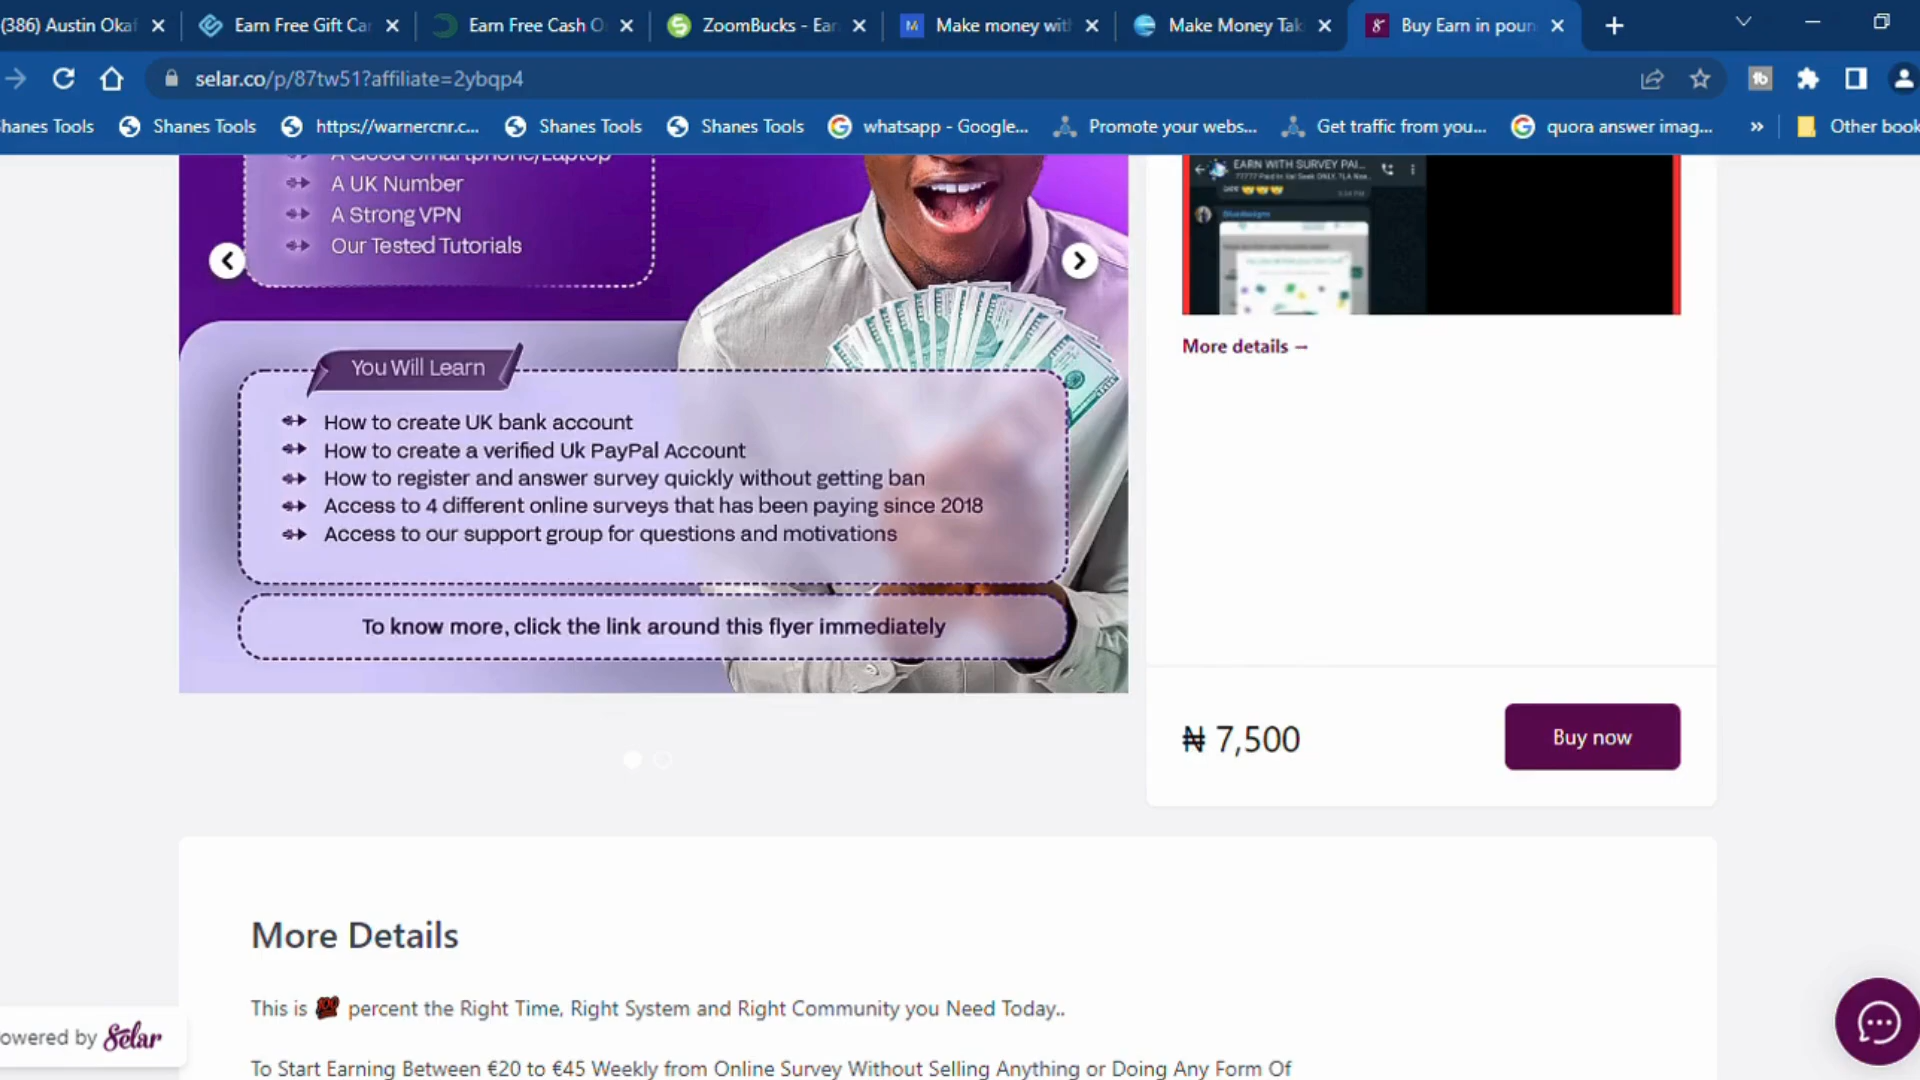 (386) Austin Oka
Earn Free Gift Ca
Earn Free Cash O
ZoomBucks - Ear
Make money wit
Make Money Tak
Buy Earn in poun
selar.co/p/87tw51?affiliate=2ybqp4
hanes Tools
Shanes Tools
https://warnercnr.c...
Shanes Tools
Shanes Tools
whatsapp - Google...
Promote your webs...
Get traffic from you...
quora answer imag...
»
Other book
A Good Smartphone/Laptop
A UK Number
A Strong VPN
Our Tested Tutorials
You Will Learn
How to create UK bank account
How to create a verified Uk PayPal Account
How to register and answer survey quickly without getting ban
Access to 4 different online surveys that has been paying since 2018
Access to our support group for questions and motivations
To know more, click the link around this flyer immediately
EARN WITH SURVEY PAI...
More details →
₦ 7,500
Buy now
More Details
This is 💯 percent the Right Time, Right System and Right Community you Need Today..
To Start Earning Between €20 to €45 Weekly from Online Survey Without Selling Anything or Doing Any Form Of
owered by Selar